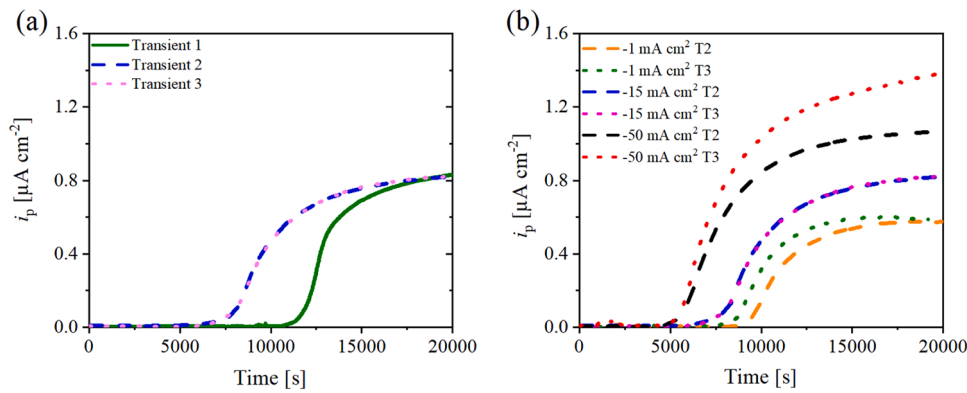 (a)
1.6
1.2
0.8
0.4
0.0
iₚ [µA cm⁻²]
Transient 1
Transient 2
Transient 3
0
5000
10000
15000
20000
Time [s]
(b)
1.6
1.2
0.8
0.4
0.0
iₚ [µA cm⁻²]
-1 mA cm² T2
-1 mA cm² T3
-15 mA cm² T2
-15 mA cm² T3
-50 mA cm² T2
-50 mA cm² T3
0
5000
10000
15000
20000
Time [s]